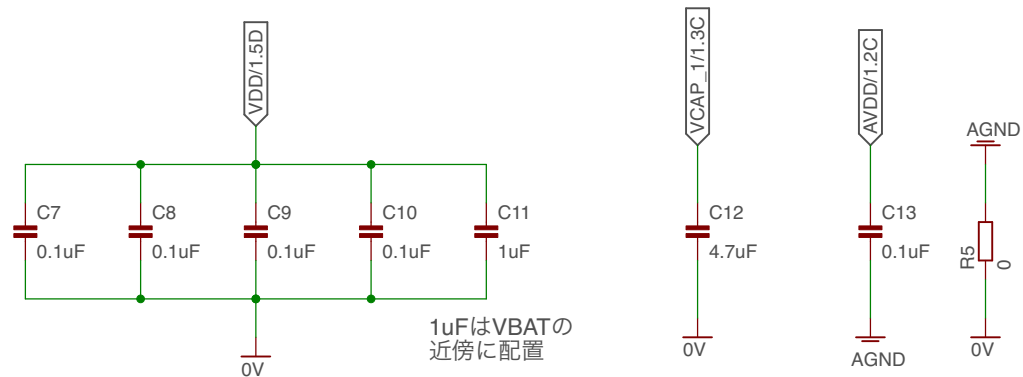 VDD/1.5D
VCAP_1/1.3C
AVDD/1.2C
AGND
C7
0.1uF
C8
0.1uF
C9
0.1uF
C10
0.1uF
C11
1uF
C12
4.7uF
C13
0.1uF
R5
0
1uFはVBATの
近傍に配置
0V
0V
AGND
0V